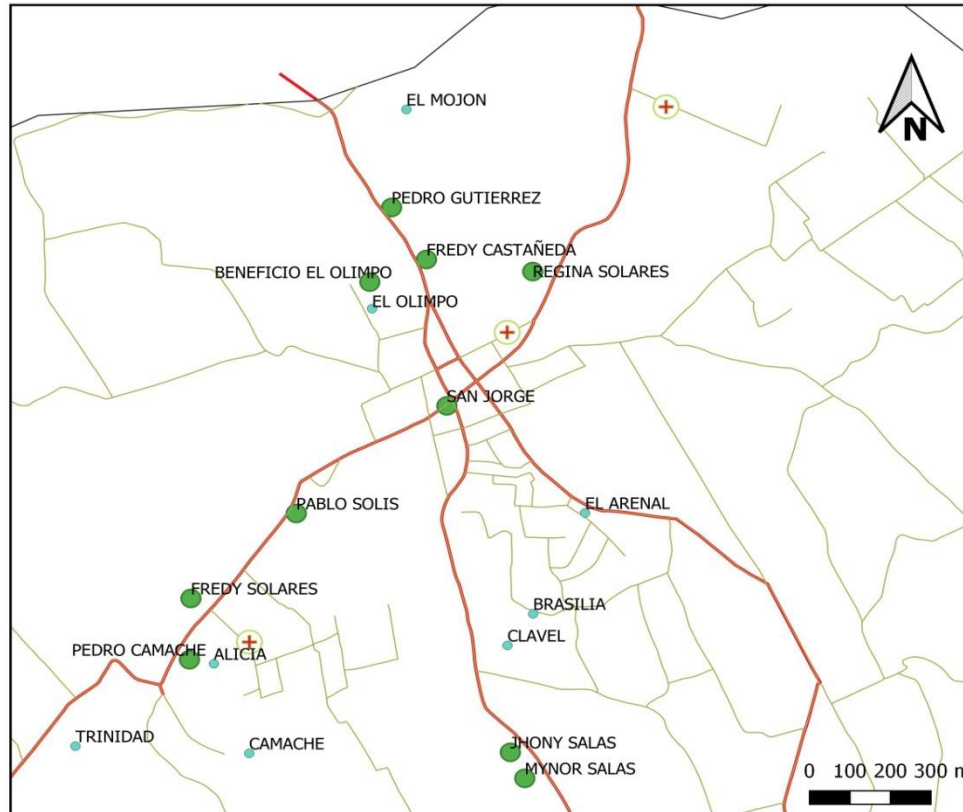 EL MOJON
N
PEDRO GUTIERREZ
FREDY CASTAÑEDA
BENEFICIO EL OLIMPO
REGINA SOLARES
EL OLIMPO
SAN JORGE
PABLO SOLIS
EL ARENAL
FREDY SOLARES
BRASILIA
CLAVEL
PEDRO CAMACHE
ALICIA
TRINIDAD
CAMACHE
JHONY SALAS
MYNOR SALAS
0 100 200 300 m